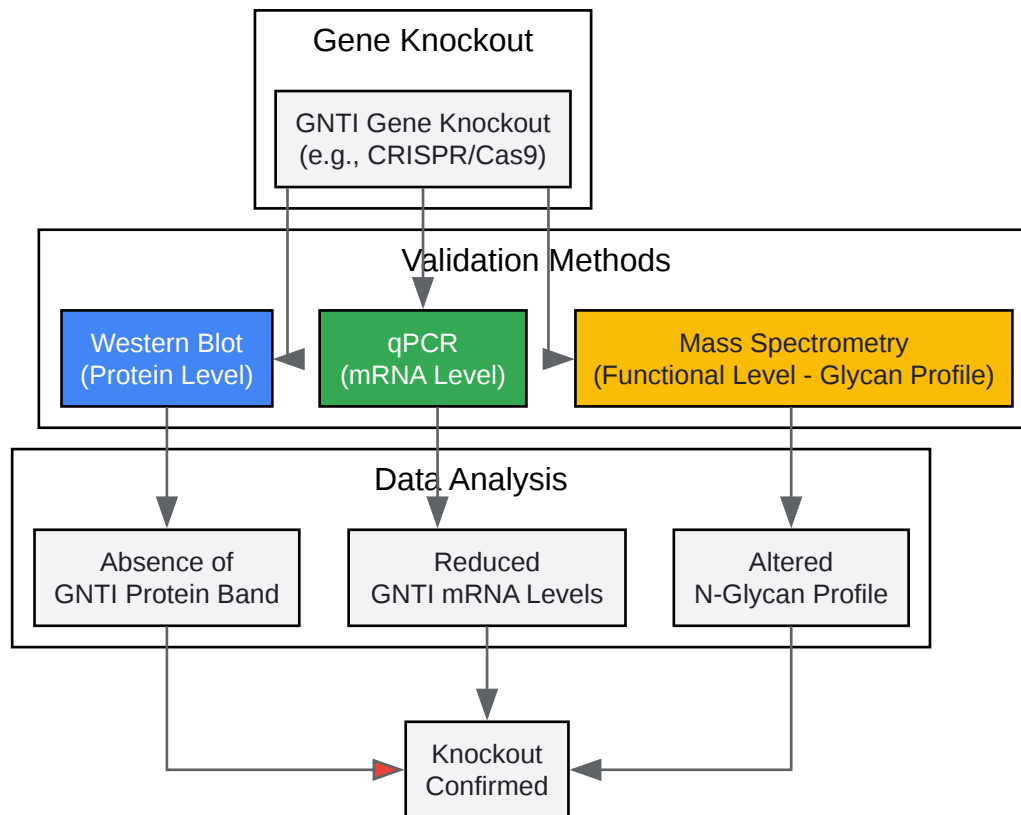 Gene Knockout
GNTI Gene Knockout
(e.g., CRISPR/Cas9)
Validation Methods
Western Blot
(Protein Level)
qPCR
(mRNA Level)
Mass Spectrometry
(Functional Level - Glycan Profile)
Data Analysis
Absence of
GNTI Protein Band
Reduced
GNTI mRNA Levels
Altered
N-Glycan Profile
Knockout
Confirmed